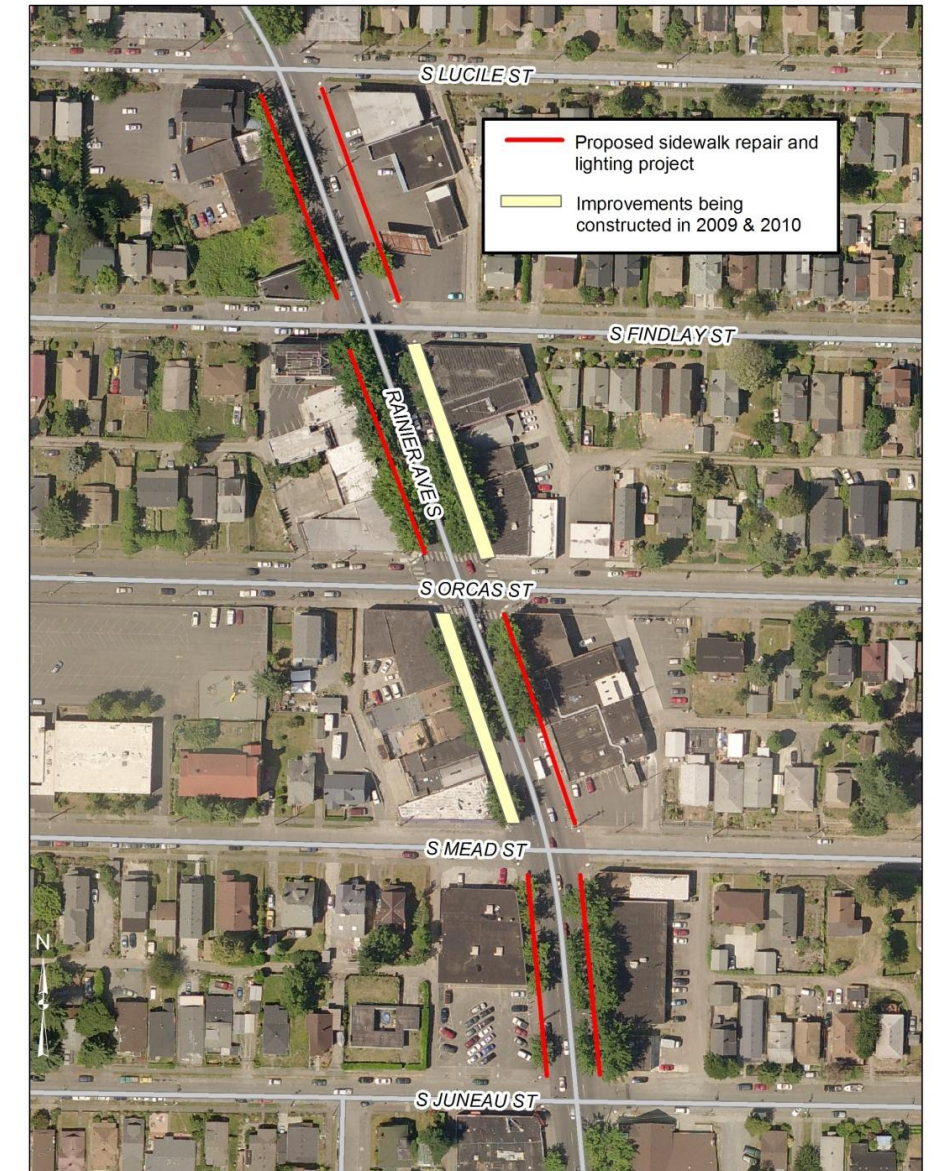 S LUCILE ST
Proposed sidewalk repair and
lighting project
Improvements being
constructed in 2009 & 2010
S FINDLAY ST
RAINIER AVE S
S ORCAS ST
S MEAD ST
N
S JUNEAU ST